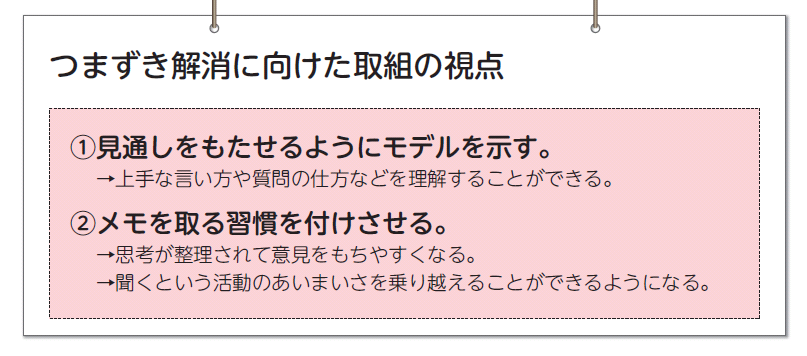 つまずき解消に向けた取組の視点
①見通しをもたせるようにモデルを示す。
→上手な言い方や質問の仕方などを理解することができる。
②メモを取る習慣を付けさせる。
→思考が整理されて意見をもちやすくなる。
→聞くという活動のあいまいさを乗り越えることができるようになる。